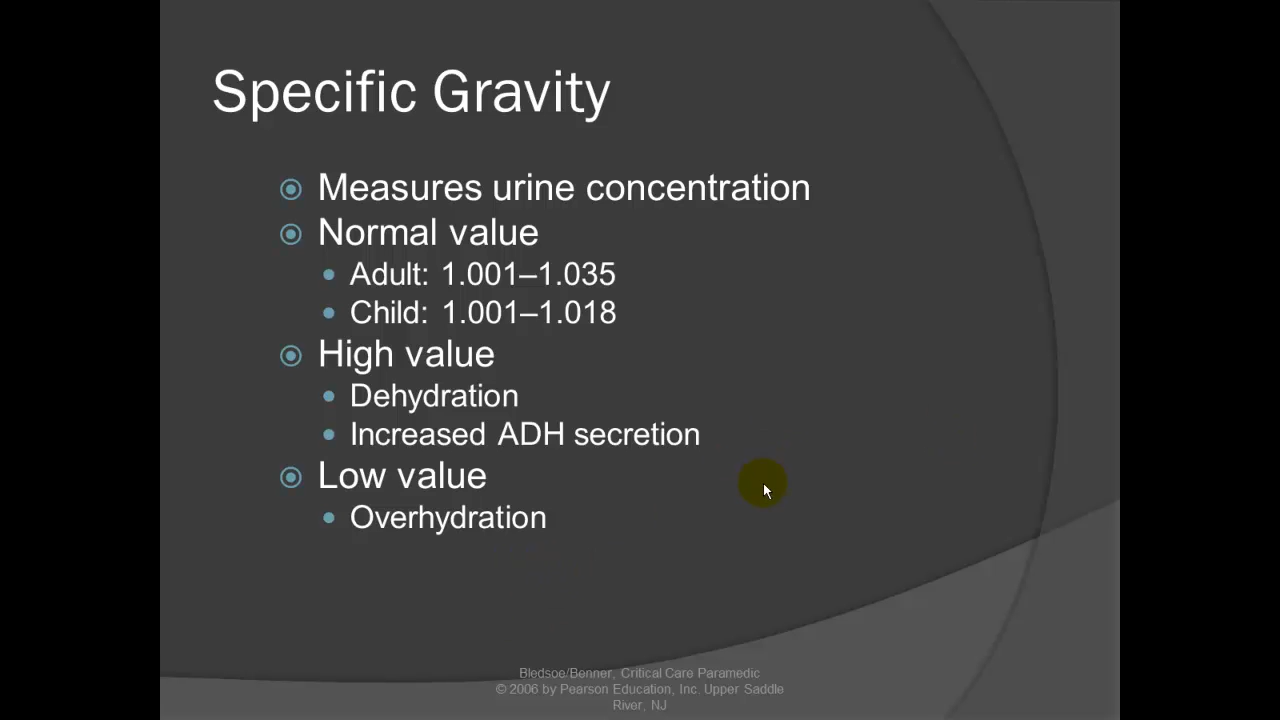 Specific Gravity
Measures urine concentration
Normal value
Adult: 1.001–1.035
Child: 1.001–1.018
High value
Dehydration
Increased ADH secretion
Low value
Overhydration
Bledsoe/Benner, Critical Care Paramedic
© 2006 by Pearson Education, Inc. Upper Saddle
River, NJ